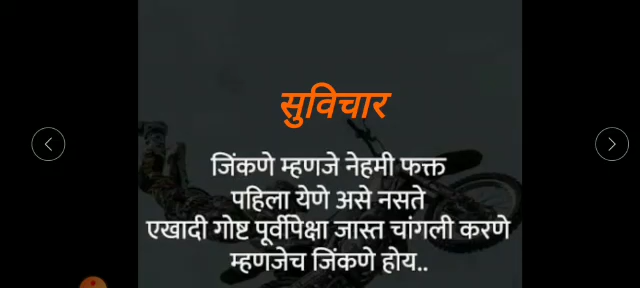 सुविचार
जिंकणे म्हणजे नेहमी फक्त
पहिला येणे असे नसते
एखादी गोष्ट पूर्वीपेक्षा जास्त चांगली करणे
म्हणजेच जिंकणे होय..